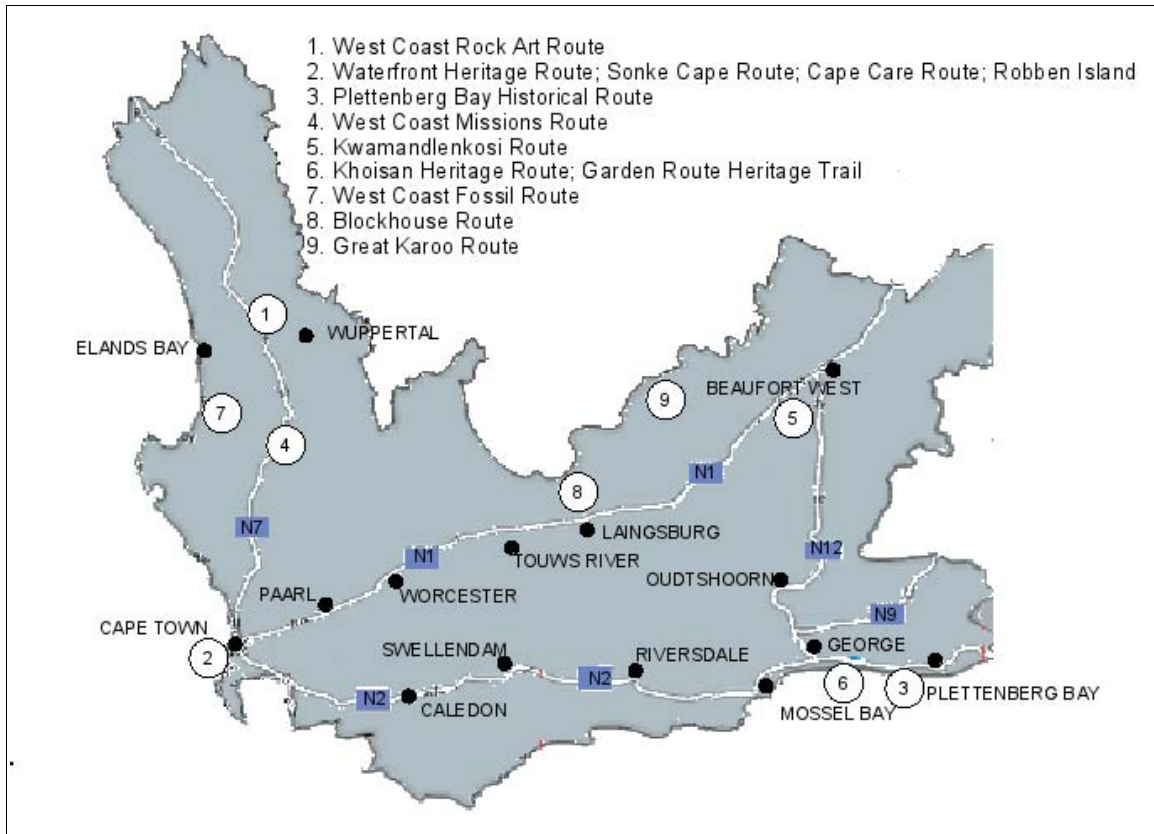 1. West Coast Rock Art Route
2. Waterfront Heritage Route; Sonke Cape Route; Cape Care Route; Robben Island
3. Plettenberg Bay Historical Route
4. West Coast Missions Route
5. Kwamandlenkosi Route
6. Khoisan Heritage Route; Garden Route Heritage Trail
7. West Coast Fossil Route
8. Blockhouse Route
9. Great Karoo Route
1
WUPPERTAL
ELANDS BAY
BEAUFORT WEST
9
7
5
4
N1
8
N7
LAINGSBURG
N1
TOUWS RIVER
N12
OUDTSHOORN
PAARL
WORCESTER
N9
CAPE TOWN
GEORGE
2
SWELLENDAM
RIVERSDALE
N2
6
3
PLETTENBERG BAY
N2
CALEDON
MOSSEL BAY